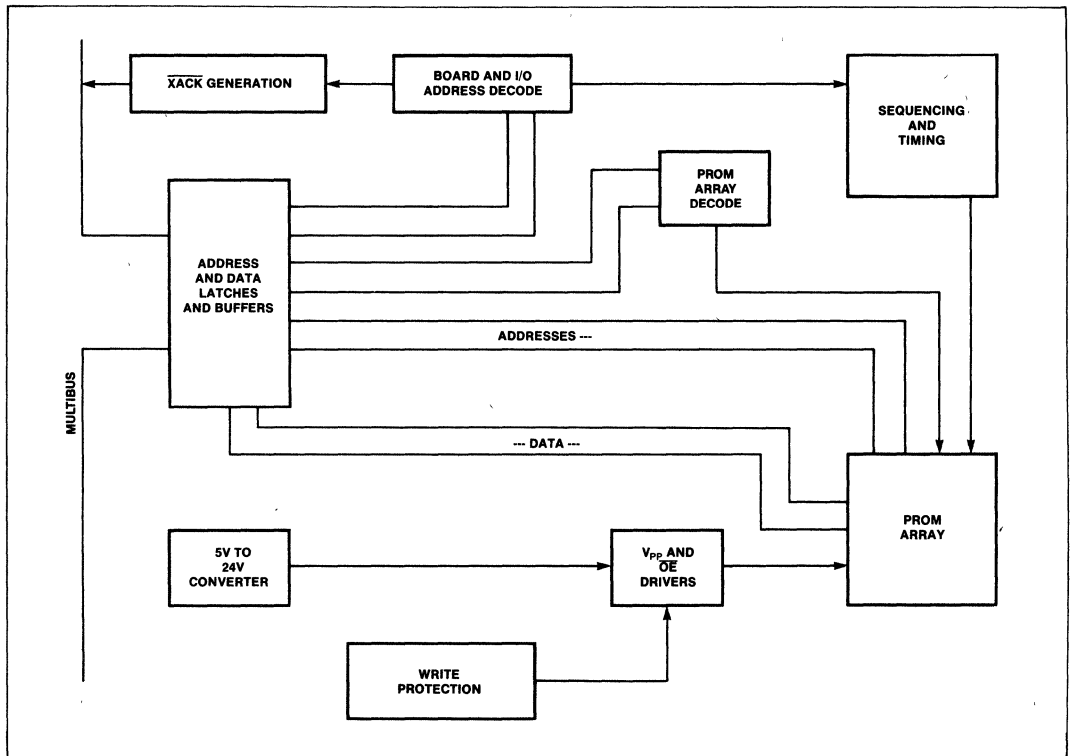 XACK GENERATION
BOARD AND I/O
ADDRESS DECODE
SEQUENCING
AND
TIMING
PROM
ARRAY
DECODE
ADDRESS
AND DATA
LATCHES
AND BUFFERS
ADDRESSES ---
MULTIBUS
--- DATA ---
PROM
ARRAY
5V TO
24V
CONVERTER
VPP AND
OE
DRIVERS
WRITE
PROTECTION